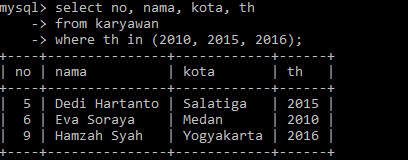 mysql> select no, nama, kota, th
    -> from karyawan
    -> where th in (2010, 2015, 2016);
+----+---------------+------------+------+
| no | nama          | kota       | th   |
+----+---------------+------------+------+
|  5 | Dedi Hartanto | Salatiga   | 2015 |
|  6 | Eva Soraya    | Medan      | 2010 |
|  9 | Hamzah Syah   | Yogyakarta | 2016 |
+----+---------------+------------+------+